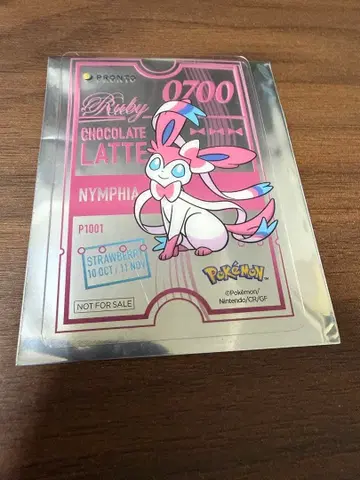 PRONTO
Ruby
0700
CHOCOLATE
LATTE
NYMPHIA
P1001
STRAWBERRY
10 OCT / 11 NOV
NOT FOR SALE
POKÉMON
©Pokémon/
Nintendo/CR/GF